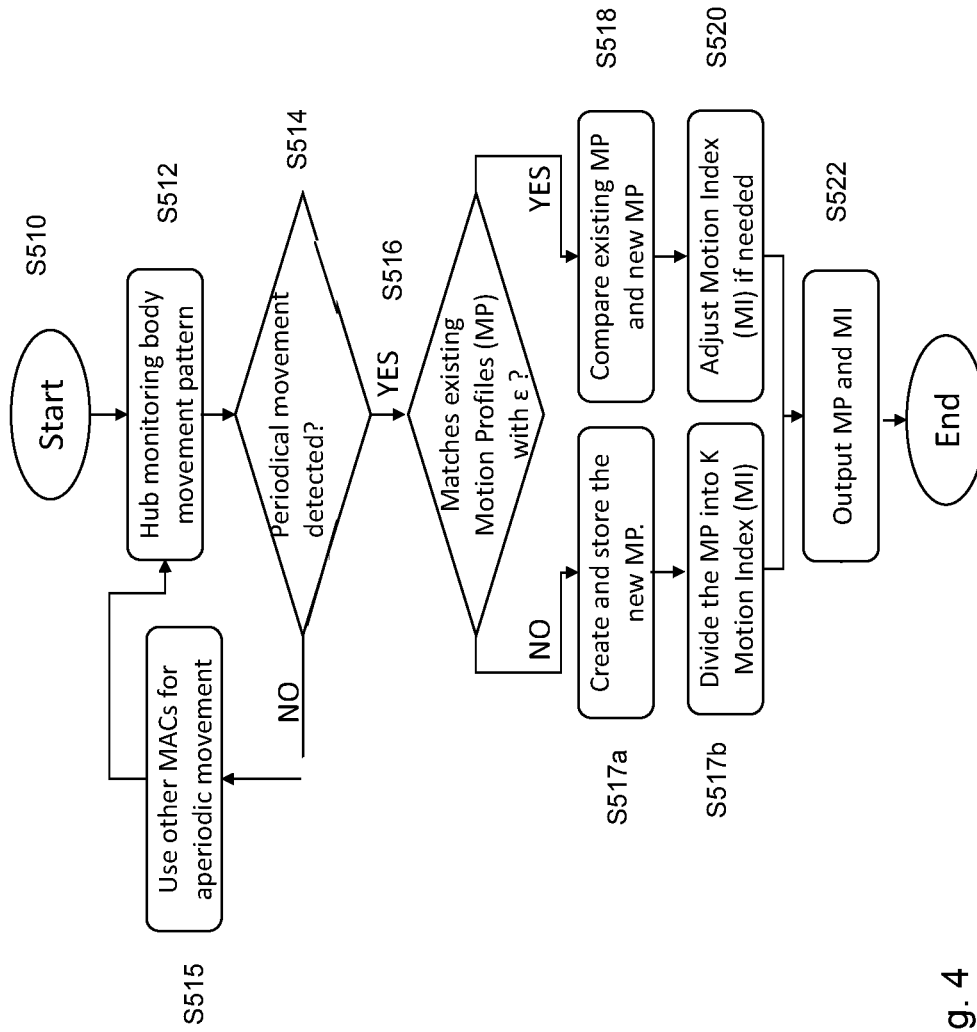 S510
Start
S512
Hub monitoring body
movement pattern
S515
Use other MACs for
aperiodic movement
S514
Periodical movement
detected?
NO
YES
S516
Matches existing
Motion Profiles (MP)
with ε ?
NO
YES
S517a
Create and store the
new MP.
S518
Compare existing MP
and new MP
S517b
Divide the MP into K
Motion Index (MI)
S520
Adjust Motion Index
(MI) if needed
S522
Output MP and MI
End
g. 4